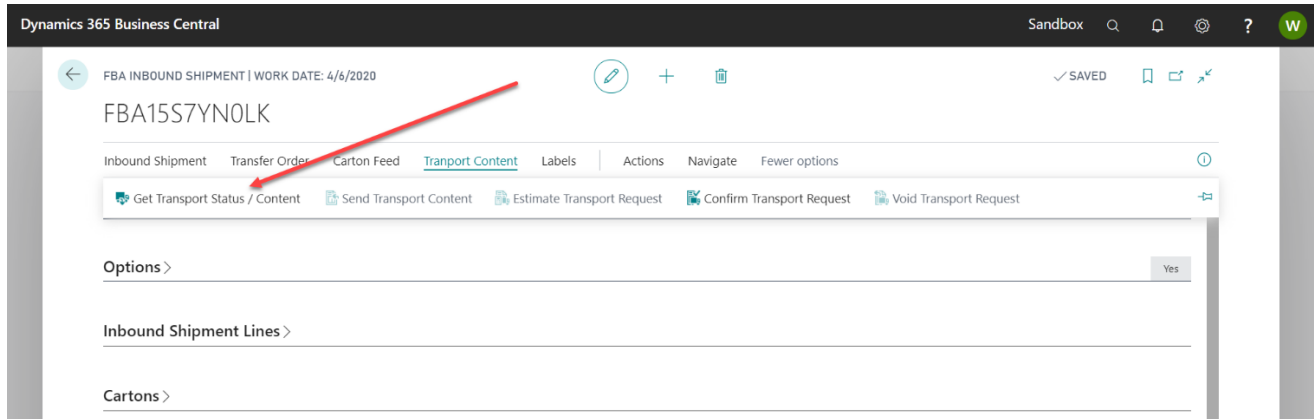 Dynamics 365 Business Central Sandbox ? W
FBA INBOUND SHIPMENT | WORK DATE: 4/6/2020 SAVED
FBA15S7YN0LK
Inbound Shipment Transfer Order Carton Feed Tranport Content Labels Actions Navigate Fewer options
Get Transport Status / Content Send Transport Content Estimate Transport Request Confirm Transport Request Void Transport Request
Options Yes
Inbound Shipment Lines
Cartons